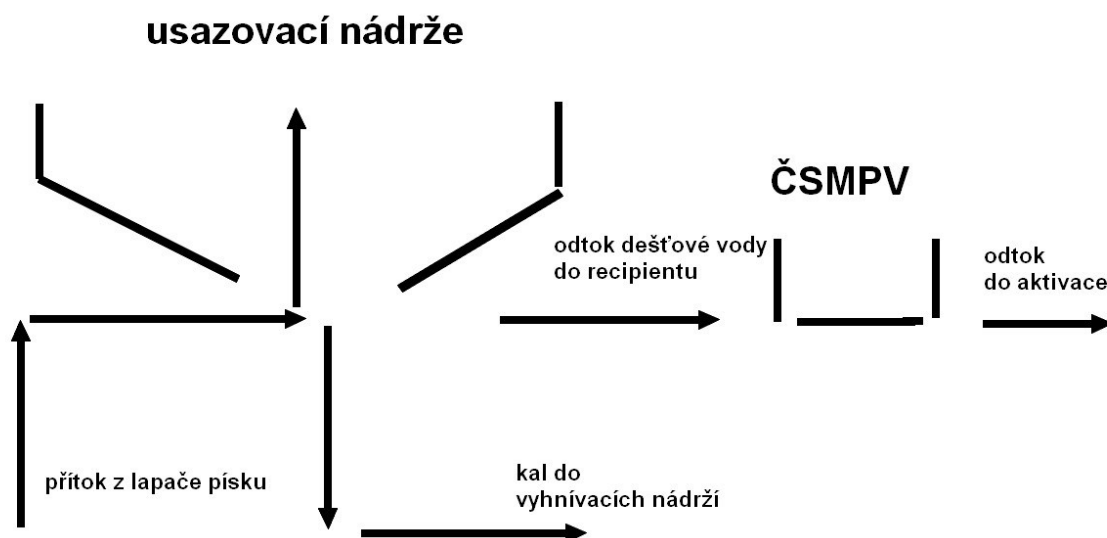 usazovací nádrže
ČSMPV
odtok dešťové vody
do recipientu
odtok
do aktivace
přítok z lapače písku
kal do
vyhnívacích nádrží